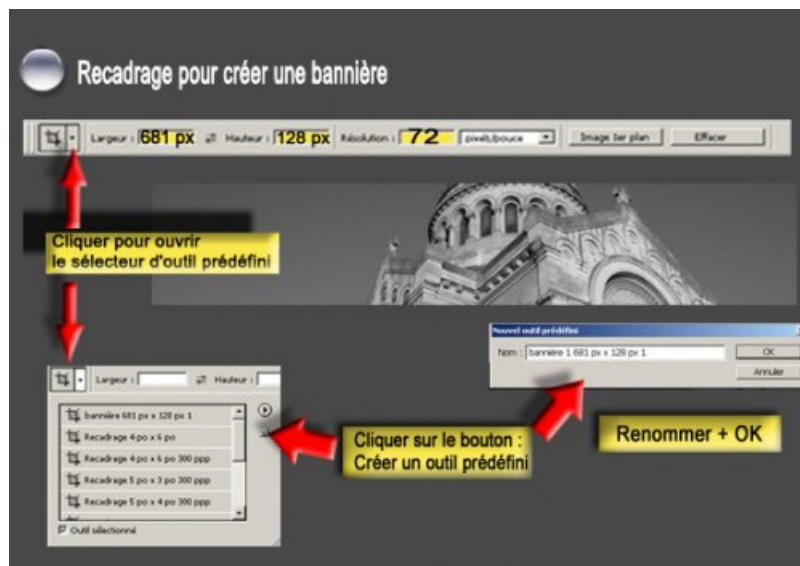 Recadrage pour créer une bannière
Largeur : 681 px Hauteur : 128 px Résolution : 72 pixels/pouce Image 1er plan Effacer
Cliquer pour ouvrir
le sélecteur d'outil prédéfini
Nouvel outil prédéfini
Nom : bannière 1 681 px x 128 px 1 OK
Annuler
Largeur : Hauteur :
bannière 681 px x 128 px 1
Recadrage 4 po x 6 po
Recadrage 4 po x 6 po 300 ppp
Recadrage 5 po x 3 po 300 ppp
Recadrage 5 po x 4 po 300 ppp
Outil sélectionné
Cliquer sur le bouton :
Créer un outil prédéfini
Renommer + OK